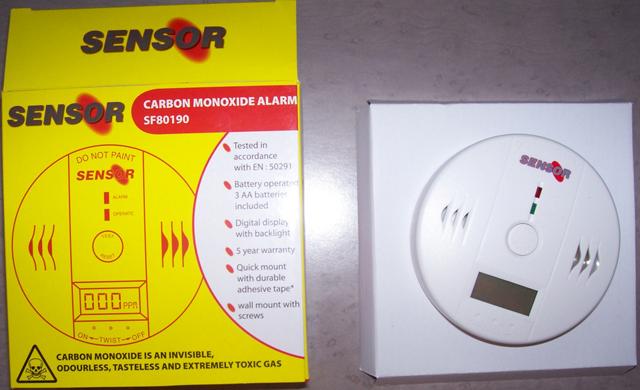 SENSOR
SENSOR
CARBON MONOXIDE ALARM
SF80190
DO NOT PAINT
SENSOR
ALARM
OPERATE
RESET
000 PPM
ON TWIST OFF
Tested in
accordance
with EN : 50291
Battery operated
3 AA batteries
included
Digital display
with backlight
5 year warranty
Quick mount
with durable
adhesive tape*
wall mount with
screws
CARBON MONOXIDE IS AN INVISIBLE,
ODOURLESS, TASTELESS AND EXTREMELY TOXIC GAS
SENSOR